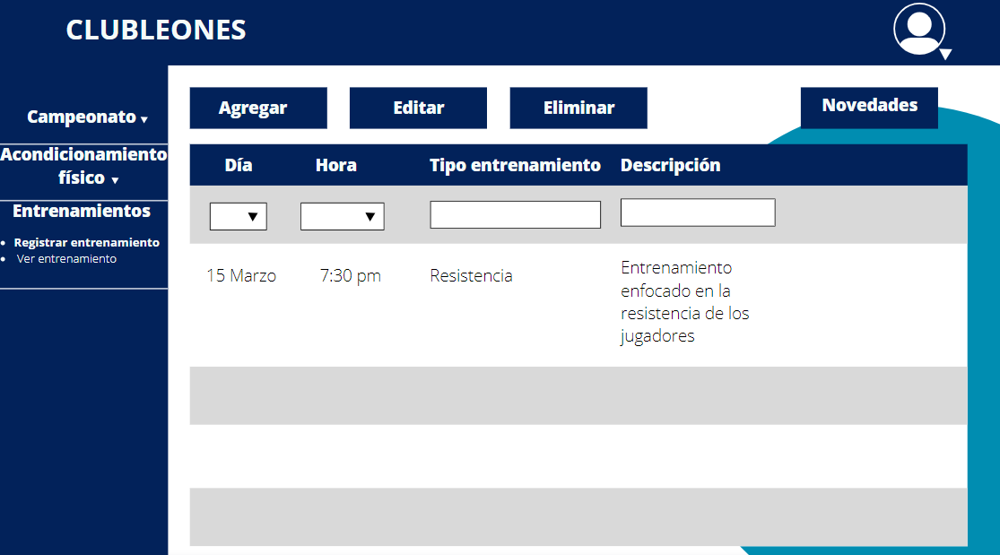 CLUBLEONES
Campeonato
Acondicionamiento
físico
Entrenamientos
Registrar entrenamiento
Ver entrenamiento
Agregar Editar Eliminar Novedades
Día Hora Tipo entrenamiento Descripción
15 Marzo 7:30 pm Resistencia
Entrenamiento
enfocado en la
resistencia de los
jugadores